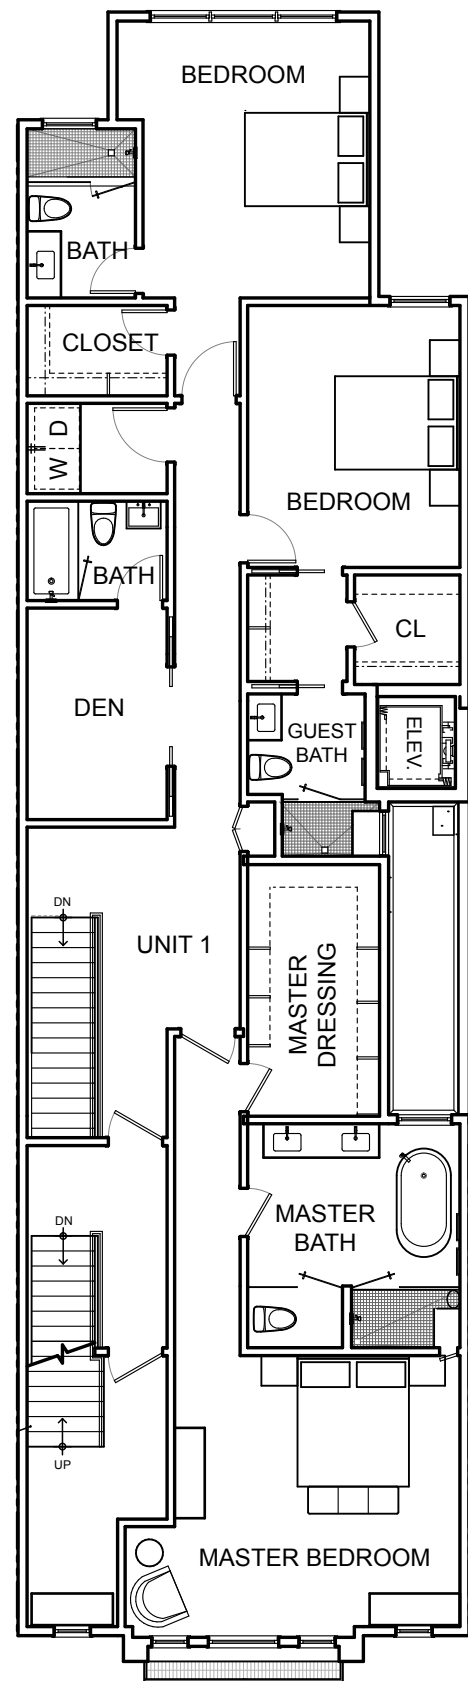 BEDROOM
BATH
CLOSET
W D
BEDROOM
BATH
CL
DEN
GUEST
BATH
ELEV.
DN
UNIT 1
MASTER
DRESSING
DN
MASTER
BATH
UP
MASTER BEDROOM